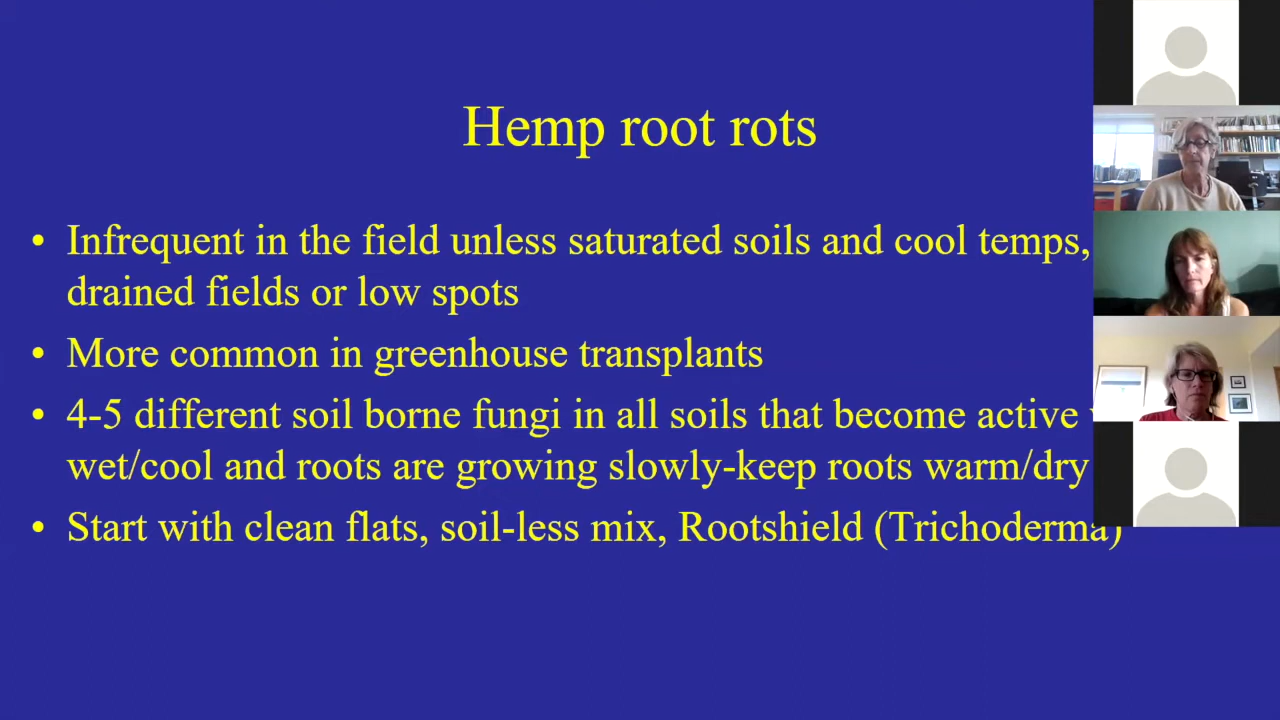 Hemp root rots
• Infrequent in the field unless saturated soils and cool temps,
drained fields or low spots
• More common in greenhouse transplants
• 4-5 different soil borne fungi in all soils that become active
wet/cool and roots are growing slowly-keep roots warm/dry
• Start with clean flats, soil-less mix, Rootshield (Trichoderma)